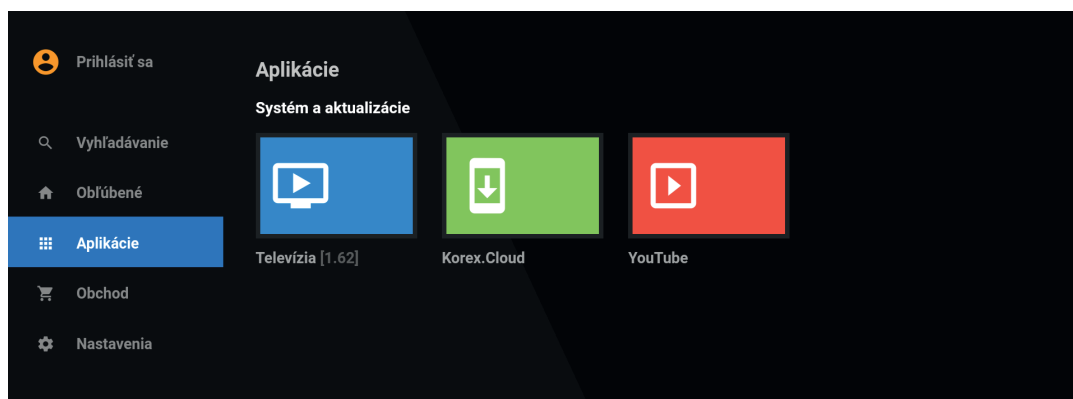 Prihlásiť sa
Vyhľadávanie
Obľúbené
Aplikácie
Obchod
Nastavenia
Aplikácie
Systém a aktualizácie
Televízia [1.62]
Korex.Cloud
YouTube